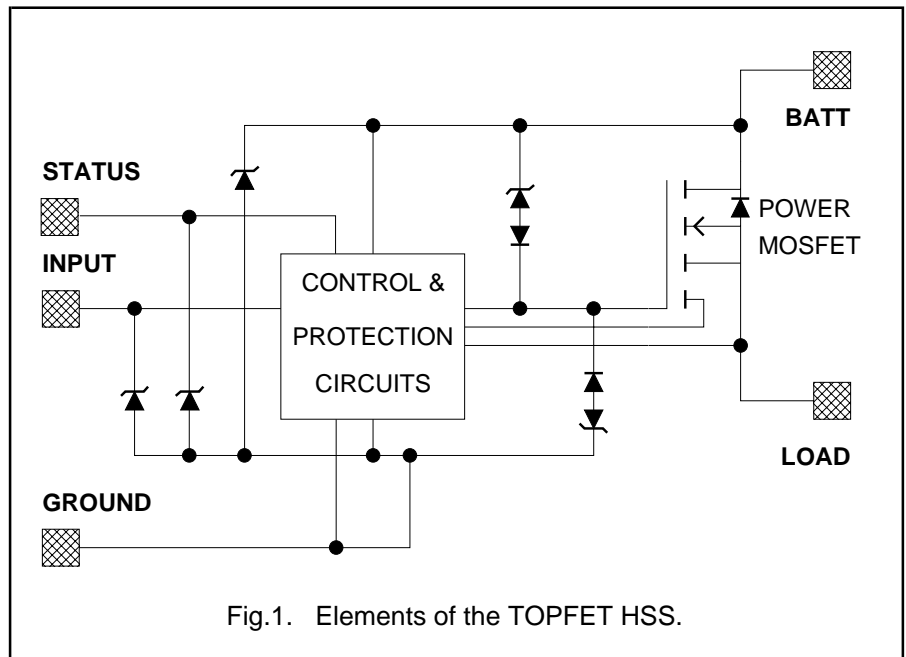 BATT
STATUS
POWER
MOSFET
INPUT
CONTROL &
PROTECTION
CIRCUITS
LOAD
GROUND
Fig.1. Elements of the TOPFET HSS.